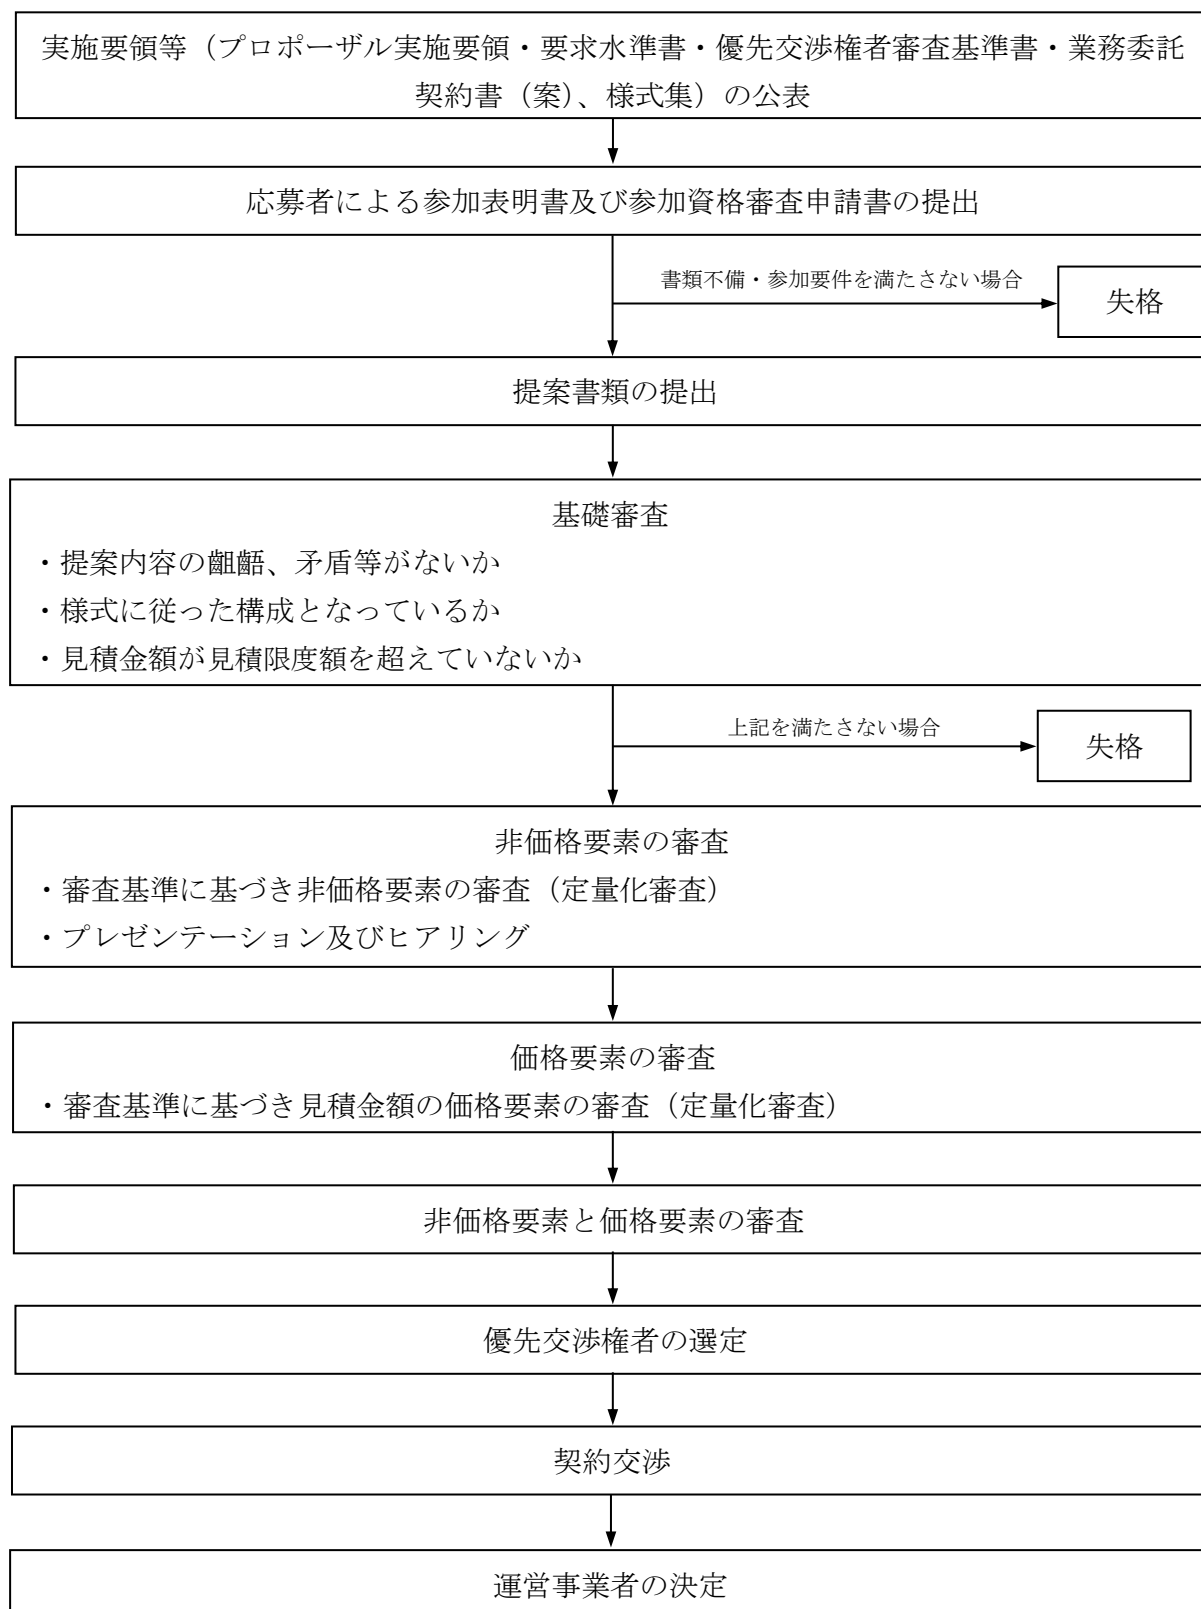 実施要領等（プロポーザル実施要領・要求水準書・優先交渉権者審査基準書・業務委託
契約書（案）、様式集）の公表
応募者による参加表明書及び参加資格審査申請書の提出
書類不備・参加要件を満たさない場合
失格
提案書類の提出
基礎審査
・提案内容の齟齬、矛盾等がないか
・様式に従った構成となっているか
・見積金額が見積限度額を超えていないか
上記を満たさない場合
失格
非価格要素の審査
・審査基準に基づき非価格要素の審査（定量化審査）
・プレゼンテーション及びヒアリング
価格要素の審査
・審査基準に基づき見積金額の価格要素の審査（定量化審査）
非価格要素と価格要素の審査
優先交渉権者の選定
契約交渉
運営事業者の決定